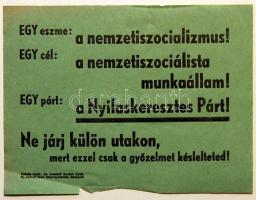 EGY eszme: a nemzetiszocializmus!
EGY cél: a nemzetiszociálista
munkaállam!
EGY párt: a Nyilaskeresztes Párt!
Ne járj külön utakon,
mert ezzel csak a győzelmet késlelteted!